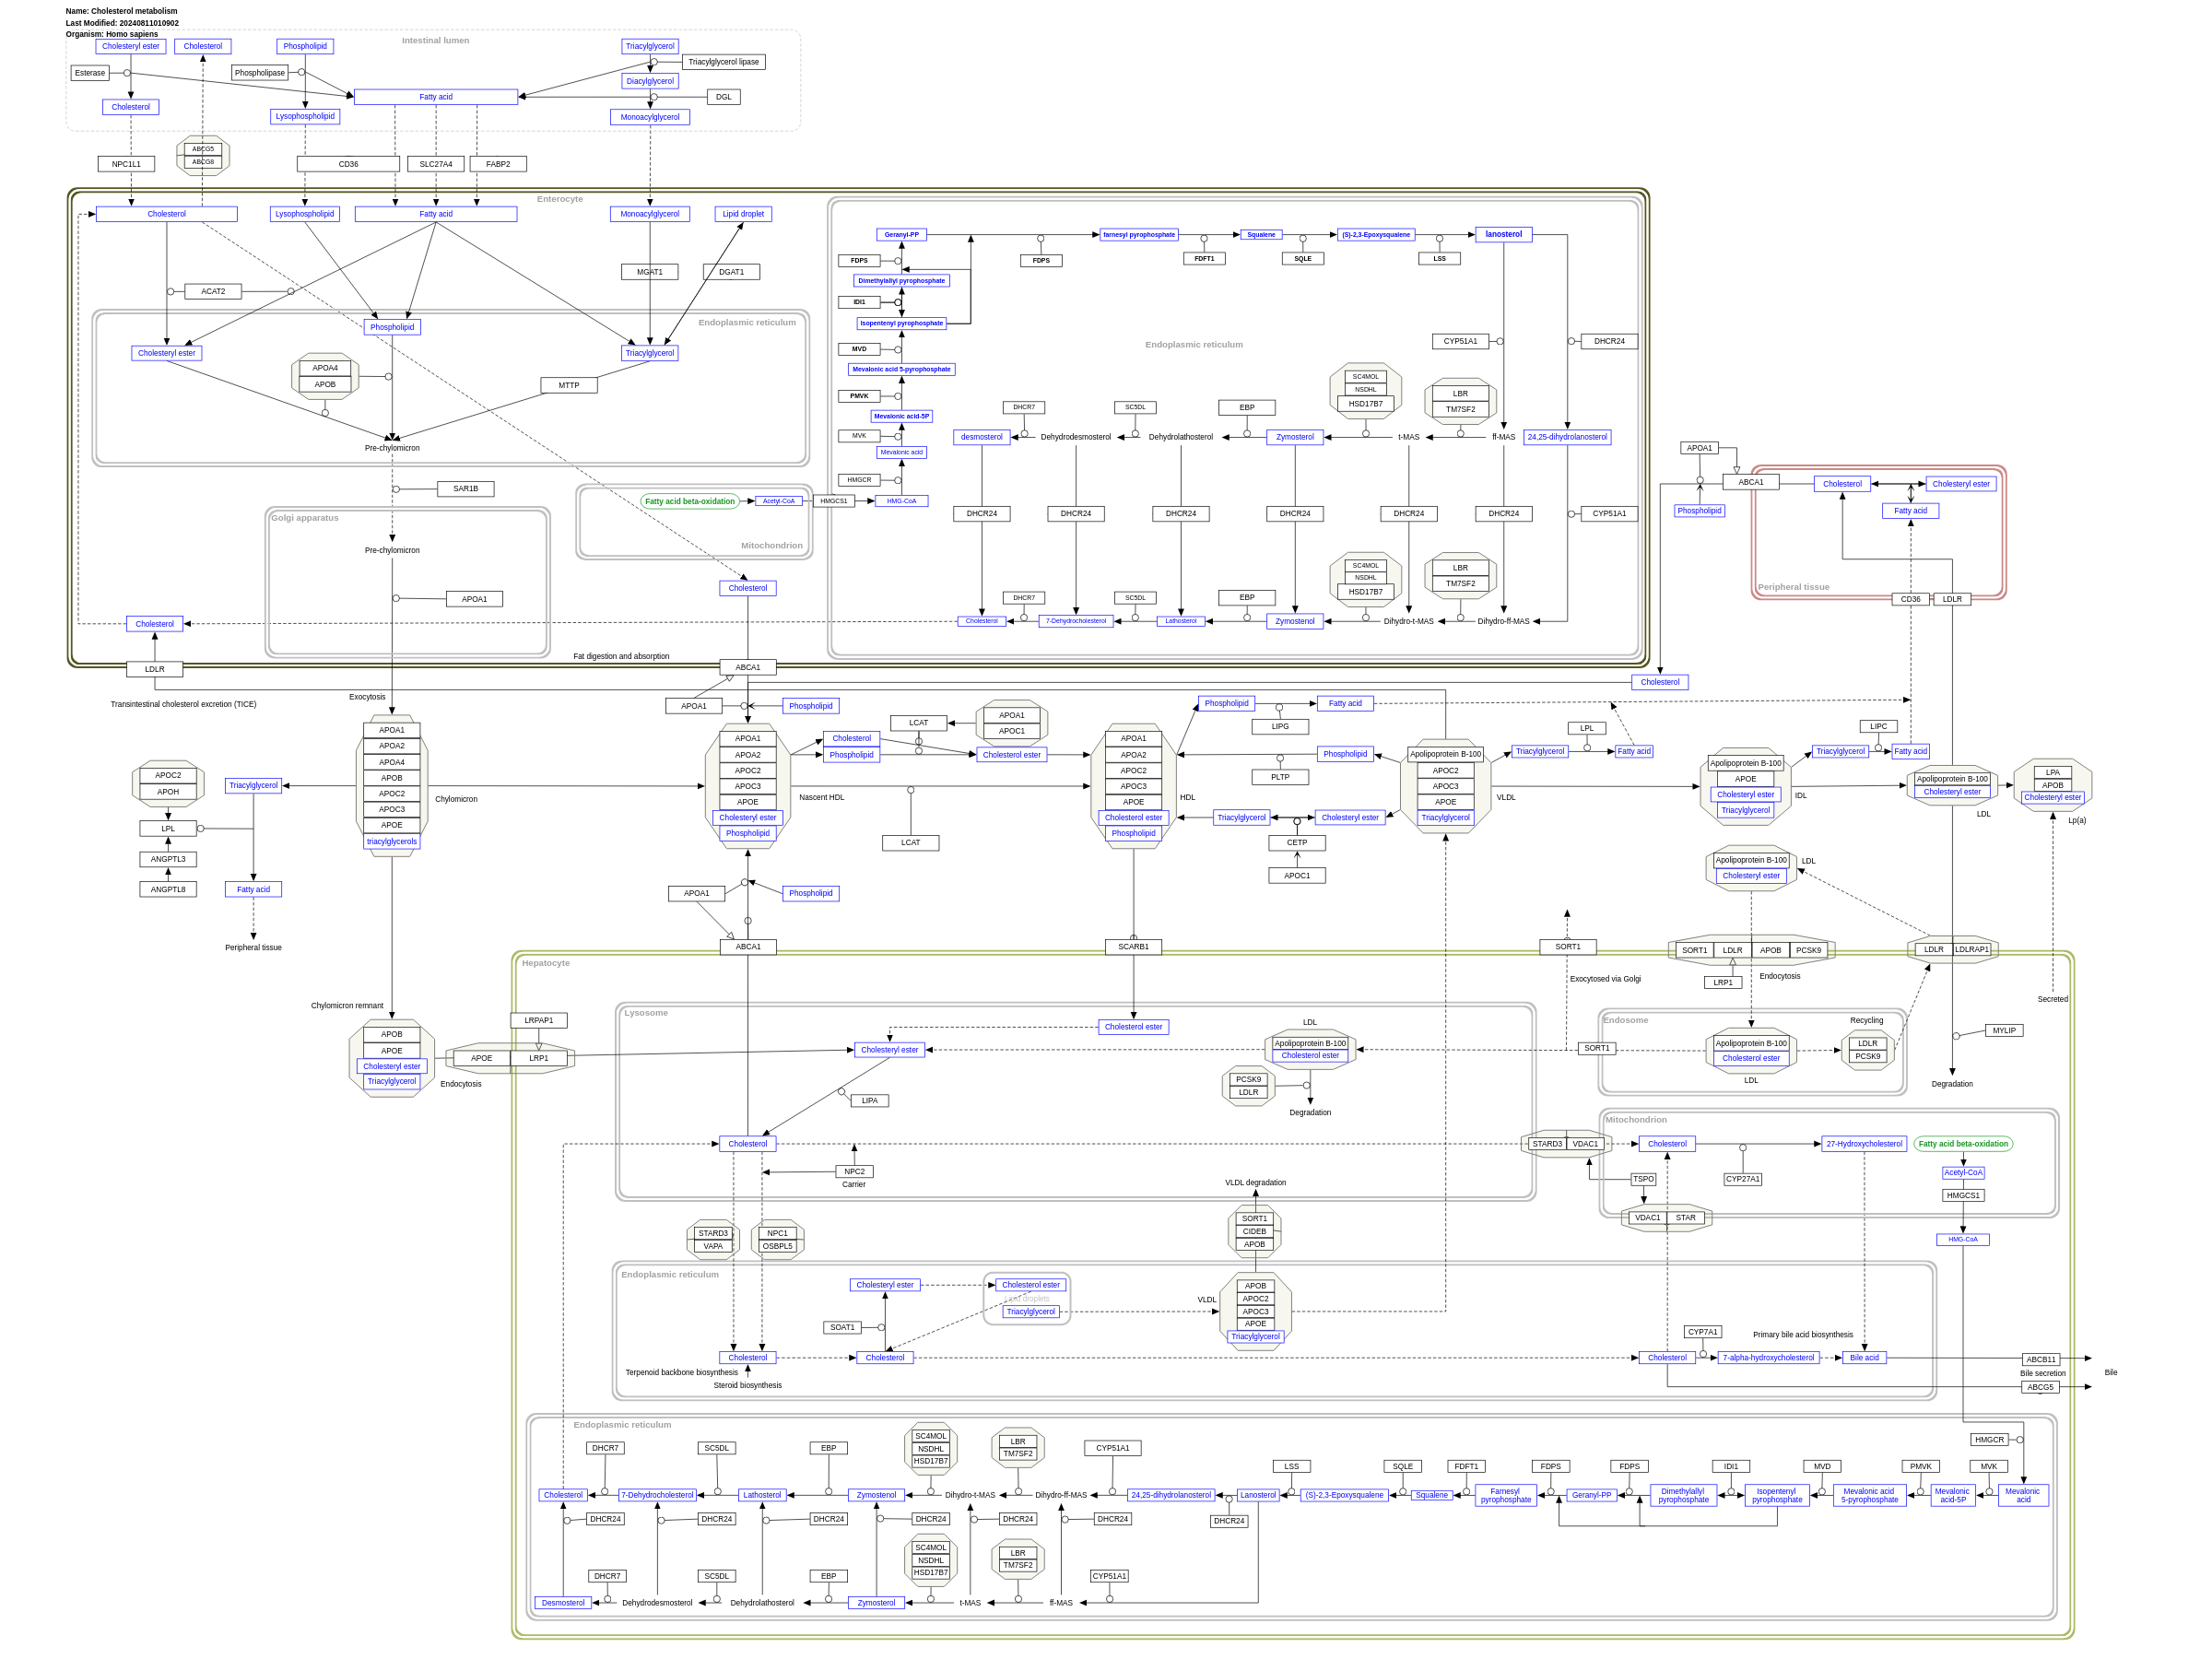 Name: Cholesterol metabolism
Last Modified: 20240811010902
Organism: Homo sapiens
Intestinal lumen
Cholesteryl ester
Cholesterol
Phospholipid
Triacylglycerol
Esterase
Phospholipase
Triacylglycerol lipase
Diacylglycerol
Fatty acid
DGL
Cholesterol
Lysophospholipid
Monoacylglycerol
ABCG5
ABCG8
NPC1L1
CD36
SLC27A4
FABP2
Enterocyte
Cholesterol
Lysophospholipid
Fatty acid
Monoacylglycerol
Lipid droplet
MGAT1
DGAT1
ACAT2
Endoplasmic reticulum
Phospholipid
Cholesteryl ester
Triacylglycerol
APOA4
APOB
MTTP
Pre-chylomicron
SAR1B
Golgi apparatus
Pre-chylomicron
APOA1
Fatty acid beta-oxidation
Acetyl-CoA
HMGCS1
HMG-CoA
Mitochondrion
Cholesterol
Cholesterol
LDLR
Fat digestion and absorption
ABCA1
Geranyl-PP
farnesyl pyrophosphate
Squalene
(S)-2,3-Epoxysqualene
lanosterol
FDPS
FDPS
FDFT1
SQLE
LSS
Dimethylallyl pyrophosphate
IDI1
Isopentenyl pyrophosphate
MVD
Mevalonic acid 5-pyrophosphate
PMVK
Mevalonic acid-5P
MVK
Mevalonic acid
HMGCR
Endoplasmic reticulum
CYP51A1
DHCR24
SC4MOL
NSDHL
HSD17B7
LBR
TM7SF2
DHCR7
SC5DL
EBP
desmosterol
Dehydrodesmosterol
Dehydrolathosterol
Zymosterol
t-MAS
ff-MAS
24,25-dihydrolanosterol
DHCR24
DHCR24
DHCR24
DHCR24
DHCR24
DHCR24
CYP51A1
SC4MOL
NSDHL
HSD17B7
LBR
TM7SF2
DHCR7
SC5DL
EBP
Cholesterol
7-Dehydrocholesterol
Lathosterol
Zymostenol
Dihydro-t-MAS
Dihydro-ff-MAS
APOA1
ABCA1
Phospholipid
Cholesterol
Cholesteryl ester
Fatty acid
Peripheral tissue
CD36
LDLR
Cholesterol
Transintestinal cholesterol excretion (TICE)
Exocytosis
APOA1
Phospholipid
APOA1
APOA2
APOA4
APOB
APOC2
APOC3
APOE
triacylglycerols
Chylomicron
APOC2
APOH
Triacylglycerol
LPL
ANGPTL3
ANGPTL8
Fatty acid
Peripheral tissue
APOA1
APOA2
APOC2
APOC3
APOE
Cholesteryl ester
Phospholipid
Nascent HDL
Cholesterol
Phospholipid
LCAT
APOA1
APOC1
Cholesterol ester
LCAT
APOA1
APOA2
APOC2
APOC3
APOE
Cholesteryl ester
Phospholipid
HDL
Phospholipid
Fatty acid
LIPG
Phospholipid
PLTP
Triacylglycerol
Cholesteryl ester
CETP
APOC1
Apolipoprotein B-100
APOC2
APOC3
APOE
Triacylglycerol
VLDL
LPL
Triacylglycerol
Fatty acid
Apolipoprotein B-100
APOE
Cholesteryl ester
Triacylglycerol
IDL
LIPC
Triacylglycerol
Fatty acid
Apolipoprotein B-100
Cholesteryl ester
LDL
LPA
APOB
Cholesteryl ester
Lp(a)
Apolipoprotein B-100
Cholesteryl ester
LDL
APOA1
Phospholipid
ABCA1
SCARB1
SORT1
SORT1
LDLR
APOB
PCSK9
LRP1
Endocytosis
LDLR
LDLRAP1
Exocytosed via Golgi
Secreted
Hepatocyte
Chylomicron remnant
APOB
APOE
Cholesteryl ester
Triacylglycerol
Endocytosis
LRPAP1
APOE
LRP1
Lysosome
Cholesterol ester
Cholesteryl ester
LDL
Apolipoprotein B-100
Cholesterol ester
PCSK9
LDLR
Degradation
LIPA
SORT1
Endosome
Apolipoprotein B-100
Cholesterol ester
LDL
Recycling
LDLR
PCSK9
MYLIP
Degradation
Cholesterol
NPC2
Carrier
STARD3
VDAC1
Mitochondrion
Cholesterol
27-Hydroxycholesterol
Fatty acid beta-oxidation
CYP27A1
Acetyl-CoA
HMGCS1
TSPO
VDAC1
STAR
HMG-CoA
VLDL degradation
SORT1
CIDEB
APOB
STARD3
VAPA
NPC1
OSBPL5
Endoplasmic reticulum
Cholesteryl ester
Cholesterol ester
Triacylglycerol
SOAT1
VLDL
APOB
APOC2
APOC3
APOE
Triacylglycerol
Cholesterol
Cholesterol
Terpenoid backbone biosynthesis
Steroid biosynthesis
CYP7A1
Primary bile acid biosynthesis
Cholesterol
7-alpha-hydroxycholesterol
Bile acid
ABCB11
Bile secretion
Bile
ABCG5
Endoplasmic reticulum
DHCR7
SC5DL
EBP
SC4MOL
NSDHL
HSD17B7
LBR
TM7SF2
CYP51A1
LSS
SQLE
FDFT1
FDPS
FDPS
IDI1
MVD
PMVK
MVK
HMGCR
Cholesterol
7-Dehydrocholesterol
Lathosterol
Zymostenol
Dihydro-t-MAS
Dihydro-ff-MAS
24,25-dihydrolanosterol
Lanosterol
(S)-2,3-Epoxysqualene
Squalene
Farnesyl
pyrophosphate
Geranyl-PP
Dimethylallyl
pyrophosphate
Isopentenyl
pyrophosphate
Mevalonic acid
5-pyrophosphate
Mevalonic
acid-5P
Mevalonic
acid
DHCR24
DHCR24
DHCR24
DHCR24
DHCR24
DHCR24
DHCR24
SC4MOL
NSDHL
HSD17B7
LBR
TM7SF2
DHCR7
SC5DL
EBP
CYP51A1
Desmosterol
Dehydrodesmosterol
Dehydrolathosterol
Zymosterol
t-MAS
ff-MAS